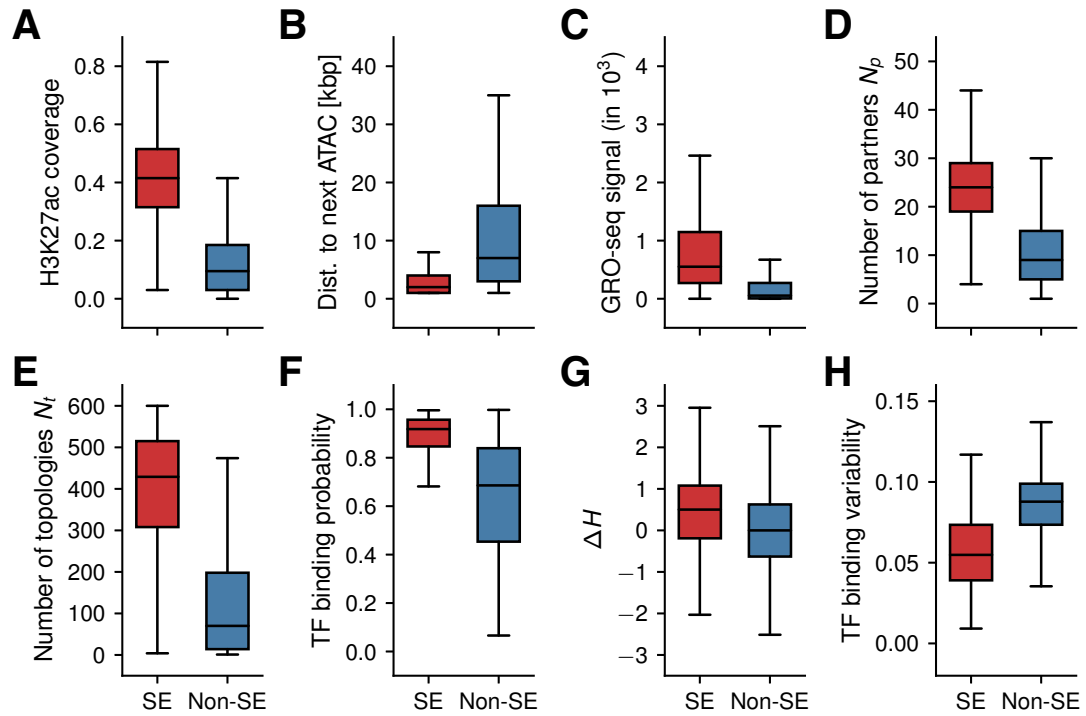 A
H3K27ac coverage
0.8
0.6
0.4
0.2
0.0
B
Dist. to next ATAC [kbp]
40
30
20
10
0
C
GRO-seq signal (in 10³)
4
3
2
1
0
D
Number of partners Nₚ
50
40
30
20
10
0
E
Number of topologies Nₜ
600
500
400
300
200
100
0
SE Non-SE
F
TF binding probability
1.0
0.8
0.6
0.4
0.2
0.0
SE Non-SE
G
ΔH
3
2
1
0
−1
−2
−3
SE Non-SE
H
TF binding variability
0.15
0.10
0.05
0.00
SE Non-SE